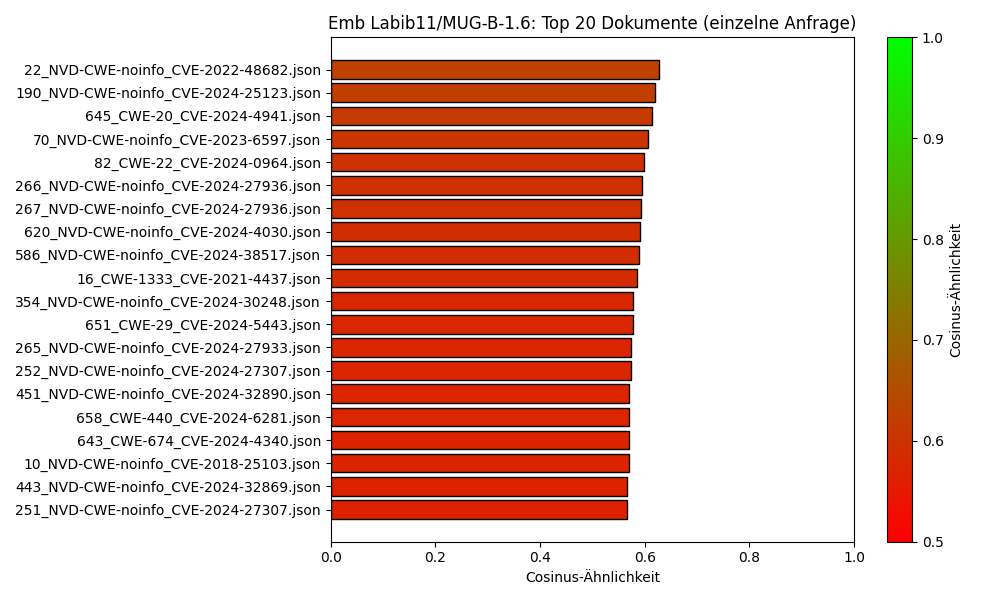 Emb Labib11/MUG-B-1.6: Top 20 Dokumente (einzelne Anfrage)
22_NVD-CWE-noinfo_CVE-2022-48682.json
190_NVD-CWE-noinfo_CVE-2024-25123.json
645_CWE-20_CVE-2024-4941.json
70_NVD-CWE-noinfo_CVE-2023-6597.json
82_CWE-22_CVE-2024-0964.json
266_NVD-CWE-noinfo_CVE-2024-27936.json
267_NVD-CWE-noinfo_CVE-2024-27936.json
620_NVD-CWE-noinfo_CVE-2024-4030.json
586_NVD-CWE-noinfo_CVE-2024-38517.json
16_CWE-1333_CVE-2021-4437.json
354_NVD-CWE-noinfo_CVE-2024-30248.json
651_CWE-29_CVE-2024-5443.json
265_NVD-CWE-noinfo_CVE-2024-27933.json
252_NVD-CWE-noinfo_CVE-2024-27307.json
451_NVD-CWE-noinfo_CVE-2024-32890.json
658_CWE-440_CVE-2024-6281.json
643_CWE-674_CVE-2024-4340.json
10_NVD-CWE-noinfo_CVE-2018-25103.json
443_NVD-CWE-noinfo_CVE-2024-32869.json
251_NVD-CWE-noinfo_CVE-2024-27307.json
0.0 0.2 0.4 0.6 0.8 1.0
Cosinus-Ähnlichkeit
1.0
0.9
0.8
0.7
0.6
0.5
Cosinus-Ähnlichkeit